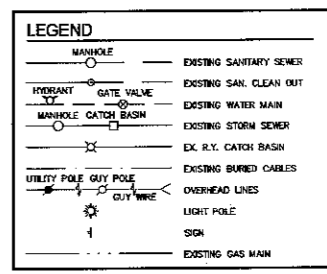 LEGEND
MANHOLE
EXISTING SANITARY SEWER
EXISTING SAN. CLEAN OUT
HYDRANT GATE VALVE
EXISTING WATER MAIN
MANHOLE CATCH BASIN
EXISTING STORM SEWER
EX. R.Y. CATCH BASIN
EXISTING BURIED CABLES
UTILITY POLE GUY POLE
OVERHEAD LINES
GUY WIRE
LIGHT POLE
SIGN
EXISTING GAS MAIN